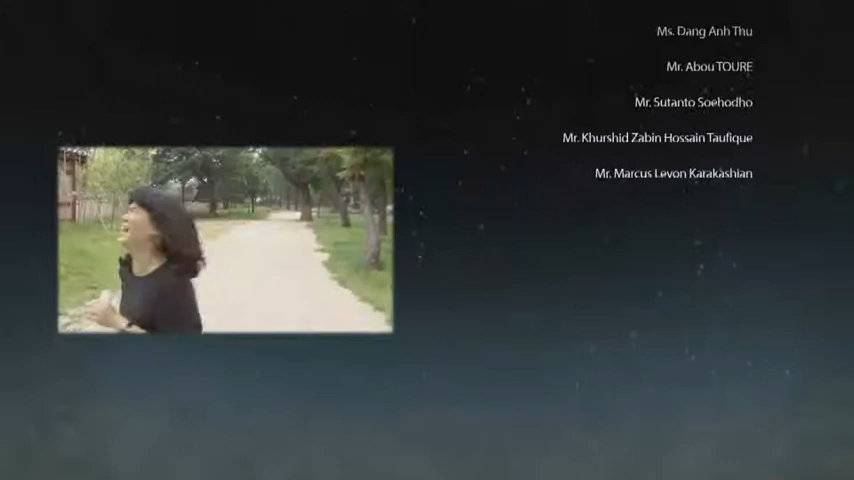 Ms. Dang Anh Thu
Mr. Abou TOURE
Mr. Sutanto Soehodho
Mr. Khurshid Zabin Hossain Taufique
Mr. Marcus Levon Karakashian